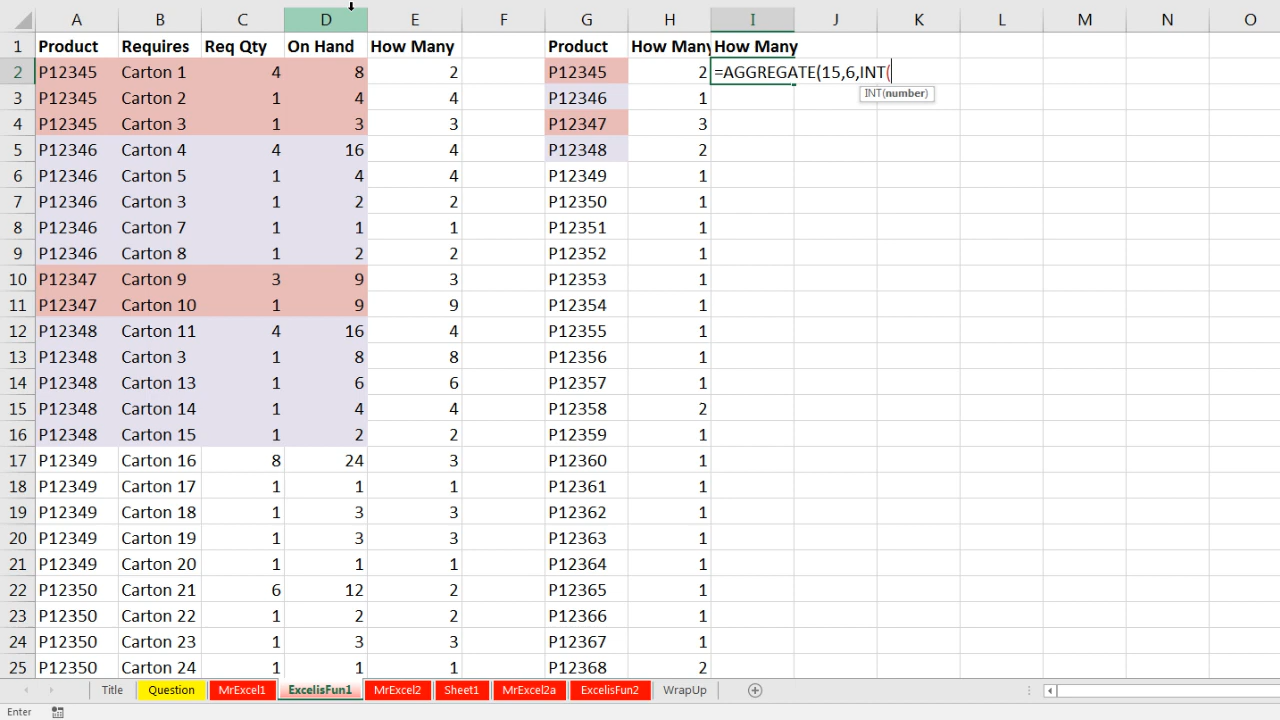 A B C D E F G H I J K L M N O
1 Product Requires Req Qty On Hand How Many Product How Many How Many
2 P12345 Carton 1 4 8 2 P12345 2 =AGGREGATE(15,6,INT(
INT(number)
3 P12345 Carton 2 1 4 4 P12346 1
4 P12345 Carton 3 1 3 3 P12347 3
5 P12346 Carton 4 4 16 4 P12348 2
6 P12346 Carton 5 1 4 4 P12349 1
7 P12346 Carton 3 1 2 2 P12350 1
8 P12346 Carton 7 1 1 1 P12351 1
9 P12346 Carton 8 1 2 2 P12352 1
10 P12347 Carton 9 3 9 3 P12353 1
11 P12347 Carton 10 1 9 9 P12354 1
12 P12348 Carton 11 4 16 4 P12355 1
13 P12348 Carton 3 1 8 8 P12356 1
14 P12348 Carton 13 1 6 6 P12357 1
15 P12348 Carton 14 1 4 4 P12358 2
16 P12348 Carton 15 1 2 2 P12359 1
17 P12349 Carton 16 8 24 3 P12360 1
18 P12349 Carton 17 1 1 1 P12361 1
19 P12349 Carton 18 1 3 3 P12362 1
20 P12349 Carton 19 1 3 3 P12363 1
21 P12349 Carton 20 1 1 1 P12364 1
22 P12350 Carton 21 6 12 2 P12365 1
23 P12350 Carton 22 1 2 2 P12366 1
24 P12350 Carton 23 1 3 3 P12367 1
25 P12350 Carton 24 1 1 1 P12368 2
Title Question MrExcel1 ExcelisFun1 MrExcel2 Sheet1 MrExcel2a ExcelisFun2 WrapUp
Enter